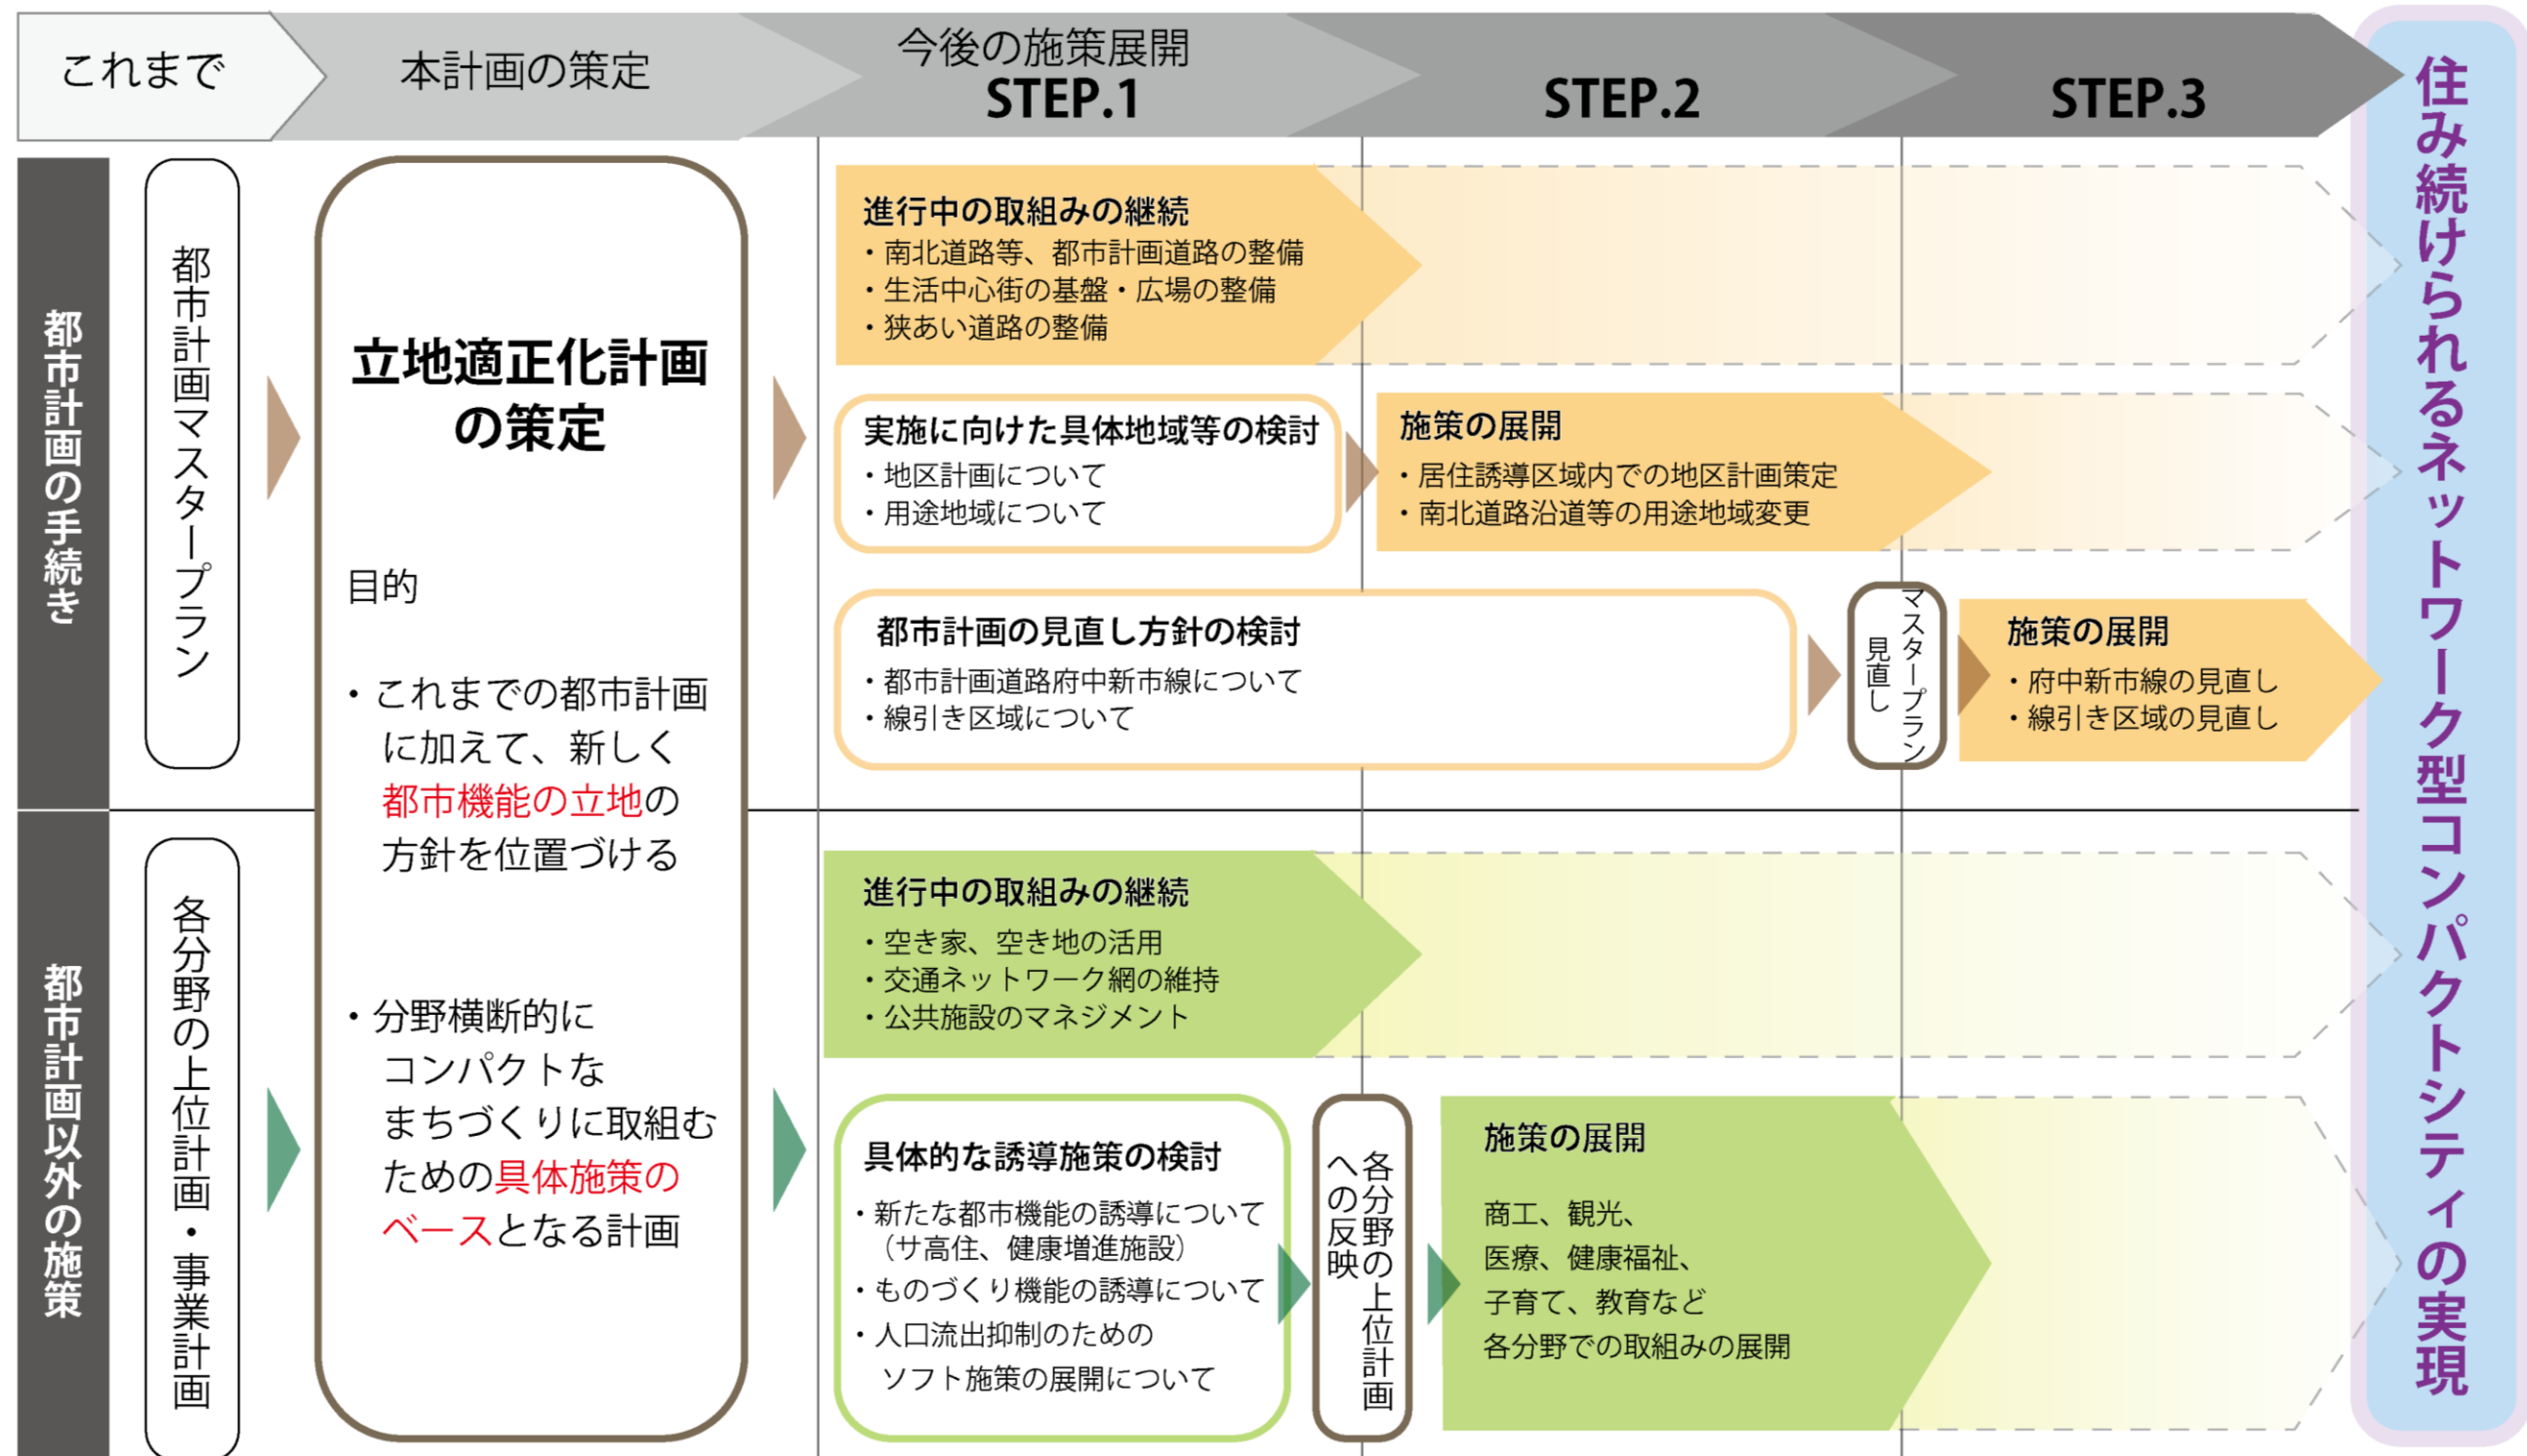 これまで
本計画の策定
今後の施策展開
STEP.1
STEP.2
STEP.3
都市計画の手続き
都市計画マスタープラン
都市計画以外の施策
各分野の上位計画・事業計画
立地適正化計画
の策定
目的
・これまでの都市計画
に加えて、新しく
都市機能の立地の
方針を位置づける
・分野横断的に
コンパクトな
まちづくりに取組む
ための具体施策の
ベースとなる計画
進行中の取組みの継続
・南北道路等、都市計画道路の整備
・生活中心街の基盤・広場の整備
・狭あい道路の整備
実施に向けた具体地域等の検討
・地区計画について
・用途地域について
施策の展開
・居住誘導区域内での地区計画策定
・南北道路沿道等の用途地域変更
都市計画の見直し方針の検討
・都市計画道路府中新市線について
・線引き区域について
マスタープラン
見直し
施策の展開
・府中新市線の見直し
・線引き区域の見直し
進行中の取組みの継続
・空き家、空き地の活用
・交通ネットワーク網の維持
・公共施設のマネジメント
具体的な誘導施策の検討
・新たな都市機能の誘導について
（サ高住、健康増進施設）
・ものづくり機能の誘導について
・人口流出抑制のための
ソフト施策の展開について
各分野の上位計画
への反映
施策の展開
商工、観光、
医療、健康福祉、
子育て、教育など
各分野での取組みの展開
住み続けられるネットワーク型コンパクトシティの実現